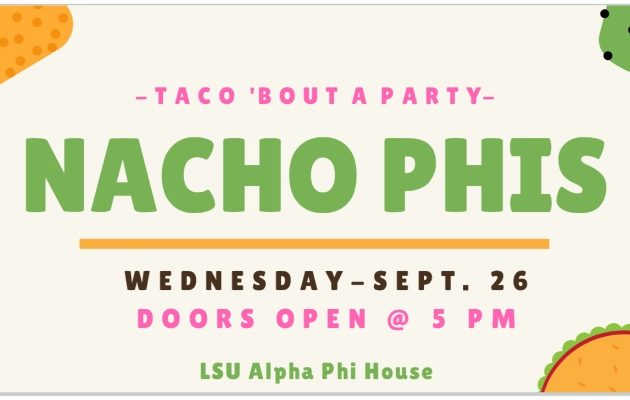 -TACO 'BOUT A PARTY-
NACHO PHIS
WEDNESDAY-SEPT. 26
DOORS OPEN @ 5 PM
LSU Alpha Phi House